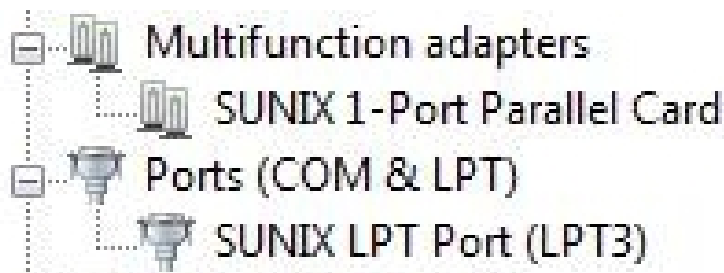 Multifunction adapters
SUNIX 1-Port Parallel Card
Ports (COM & LPT)
SUNIX LPT Port (LPT3)